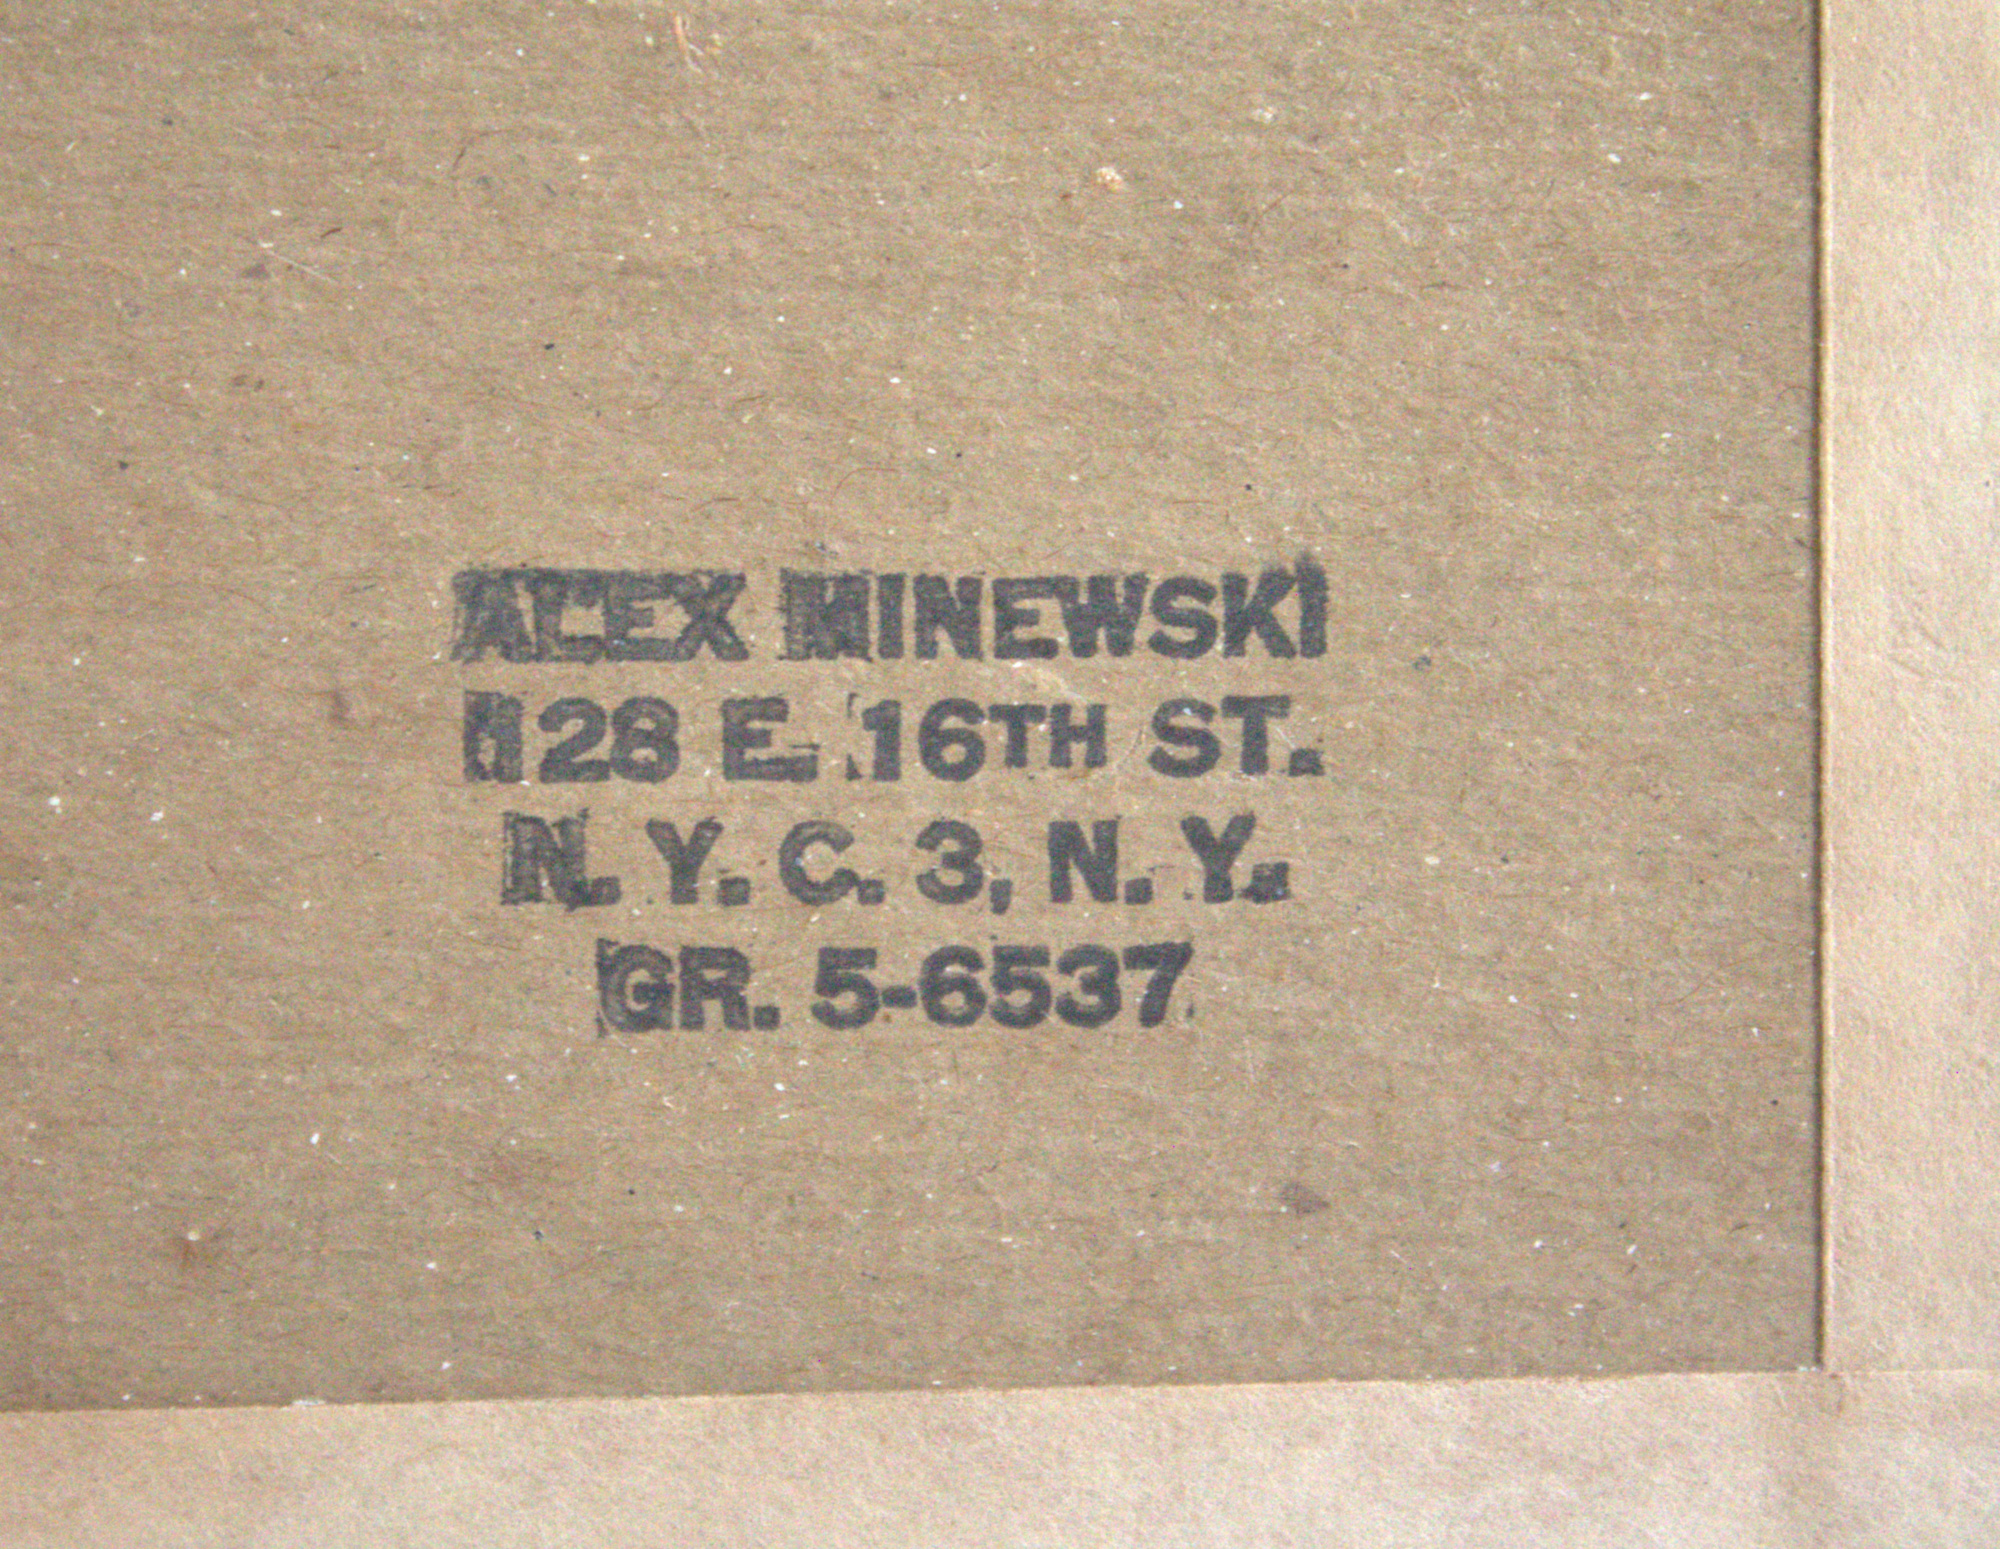 ALEX MINEWSKI
128 E. 16TH ST.
N. Y. C. 3, N. Y.
GR. 5-6537